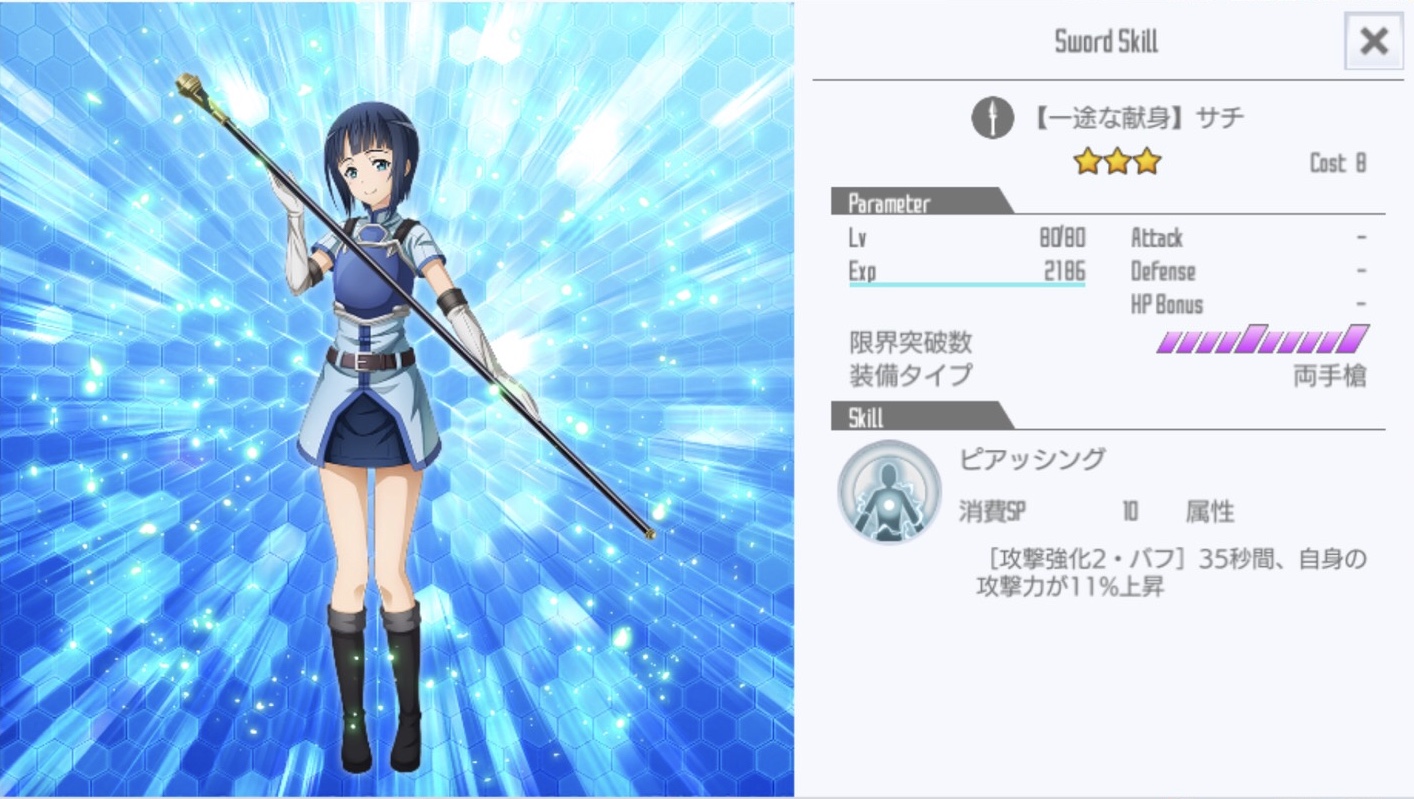 Sword Skill
【一途な献身】サチ
Cost 8
Parameter
Lv 80/80 Attack -
Exp 2186 Defense -
HP Bonus -
限界突破数
装備タイプ 両手槍
Skill
ピアッシング
消費SP 10 属性
［攻撃強化2・バフ］35秒間、自身の
攻撃力が11%上昇